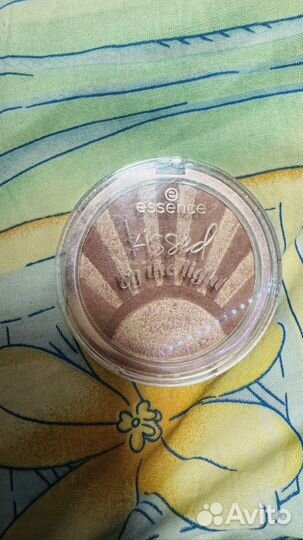 essence
kissed
by the light
Avito